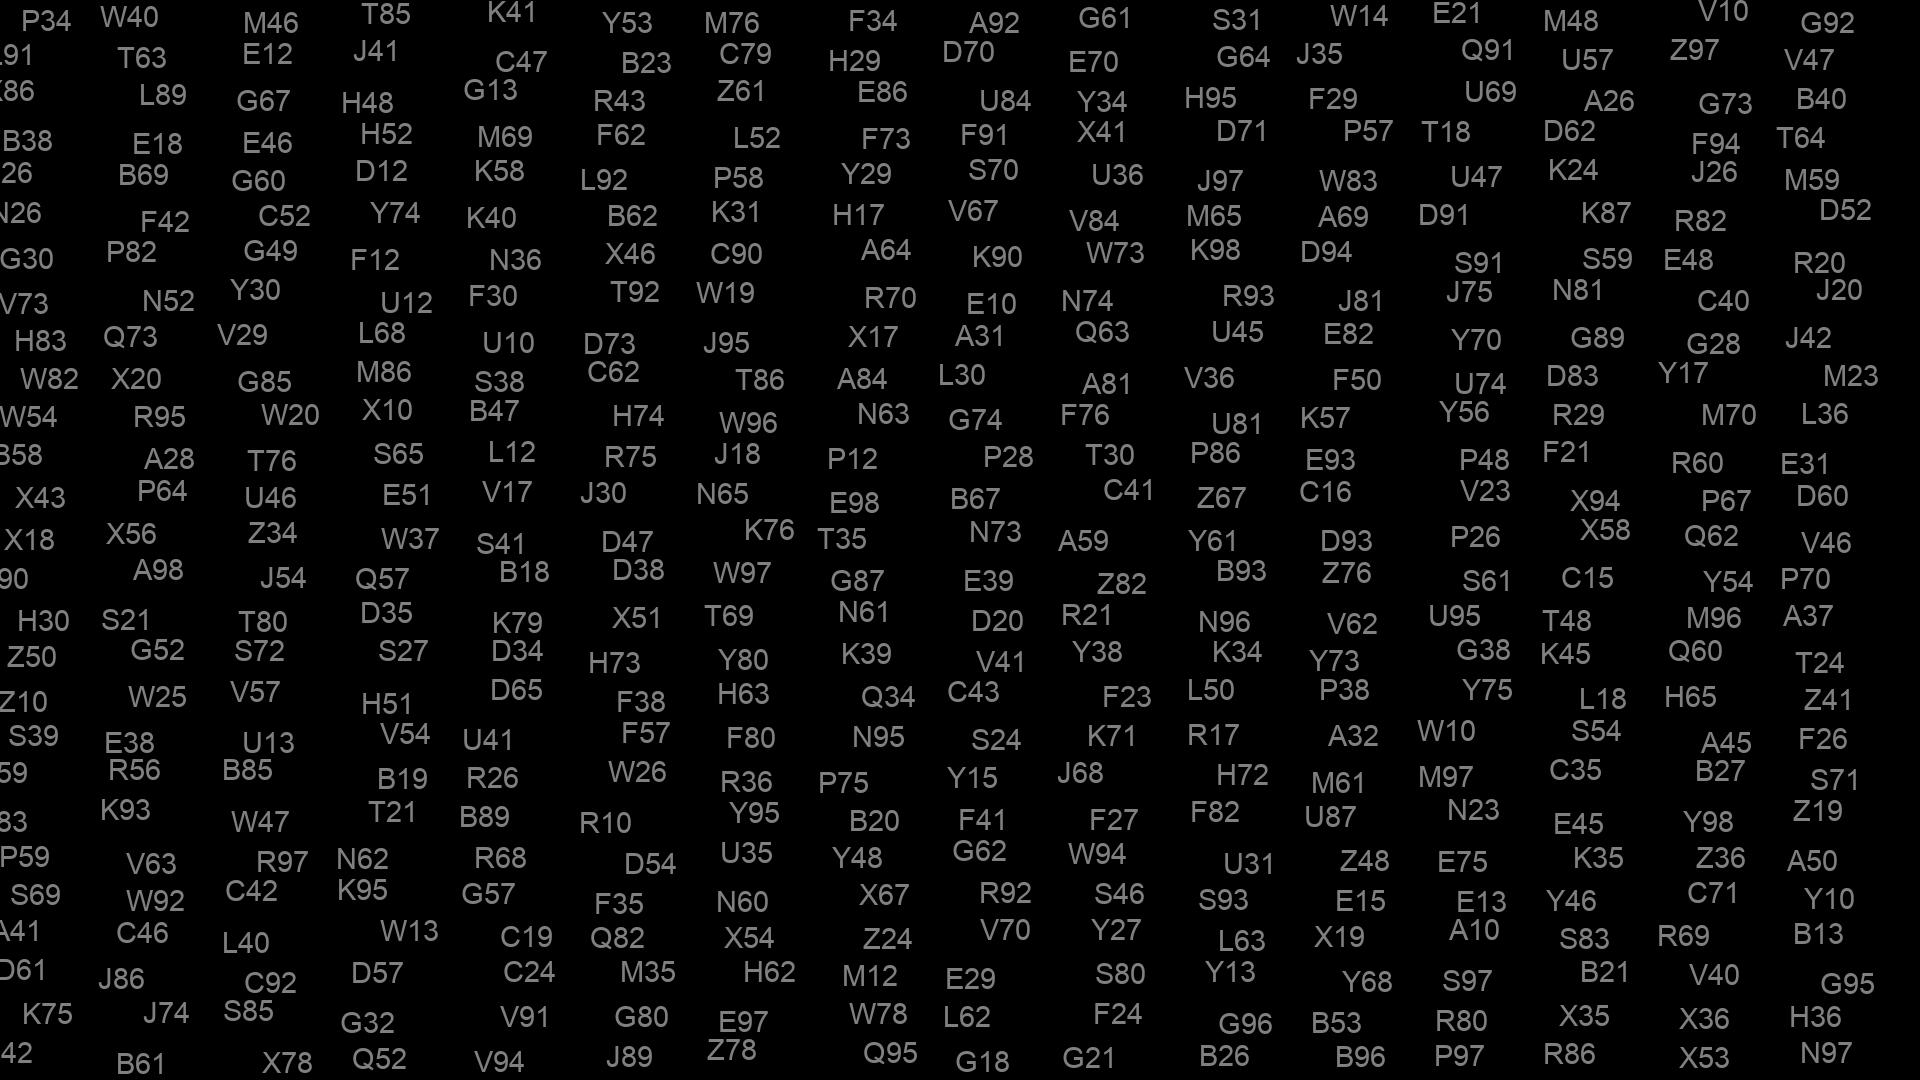 P34 W40 M46 T85 K41 Y53 M76 F34 A92 G61 S31 W14 E21 M48 V10 G92
91 T63 E12 J41 C47 B23 C79 H29 D70 E70 G64 J35 Q91 U57 Z97 V47
86 L89 G67 H48 G13 R43 Z61 E86 U84 Y34 H95 F29 U69 A26 G73 B40
B38 E18 E46 H52 M69 F62 L52 F73 F91 X41 D71 P57 T18 D62 F94 T64
26 B69 G60 D12 K58 L92 P58 Y29 S70 U36 J97 W83 U47 K24 J26 M59
N26 F42 C52 Y74 K40 B62 K31 H17 V67 V84 M65 A69 D91 K87 R82 D52
G30 P82 G49 F12 N36 X46 C90 A64 K90 W73 K98 D94 S91 S59 E48 R20
V73 N52 Y30 U12 F30 T92 W19 R70 E10 N74 R93 J81 J75 N81 C40 J20
H83 Q73 V29 L68 U10 D73 J95 X17 A31 Q63 U45 E82 Y70 G89 G28 J42
W82 X20 G85 M86 S38 C62 T86 A84 L30 A81 V36 F50 U74 D83 Y17 M23
W54 R95 W20 X10 B47 H74 W96 N63 G74 F76 U81 K57 Y56 R29 M70 L36
B58 A28 T76 S65 L12 R75 J18 P12 P28 T30 P86 E93 P48 F21 R60 E31
X43 P64 U46 E51 V17 J30 N65 E98 B67 C41 Z67 C16 V23 X94 P67 D60
X18 X56 Z34 W37 S41 D47 K76 T35 N73 A59 Y61 D93 P26 X58 Q62 V46
90 A98 J54 Q57 B18 D38 W97 G87 E39 Z82 B93 Z76 S61 C15 Y54 P70
H30 S21 T80 D35 K79 X51 T69 N61 D20 R21 N96 V62 U95 T48 M96 A37
Z50 G52 S72 S27 D34 H73 Y80 K39 V41 Y38 K34 Y73 G38 K45 Q60 T24
Z10 W25 V57 H51 D65 F38 H63 Q34 C43 F23 L50 P38 Y75 L18 H65 Z41
S39 E38 U13 V54 U41 F57 F80 N95 S24 K71 R17 A32 W10 S54 A45 F26
59 R56 B85 B19 R26 W26 R36 P75 Y15 J68 H72 M61 M97 C35 B27 S71
83 K93 W47 T21 B89 R10 Y95 B20 F41 F27 F82 U87 N23 E45 Y98 Z19
P59 V63 R97 N62 R68 D54 U35 Y48 G62 W94 U31 Z48 E75 K35 Z36 A50
S69 W92 C42 K95 G57 F35 N60 X67 R92 S46 S93 E15 E13 Y46 C71 Y10
A41 C46 L40 W13 C19 Q82 X54 Z24 V70 Y27 L63 X19 A10 S83 R69 B13
D61 J86 C92 D57 C24 M35 H62 M12 E29 S80 Y13 Y68 S97 B21 V40 G95
K75 J74 S85 G32 V91 G80 E97 W78 L62 F24 G96 B53 R80 X35 X36 H36
42 B61 X78 Q52 V94 J89 Z78 Q95 G18 G21 B26 B96 P97 R86 X53 N97